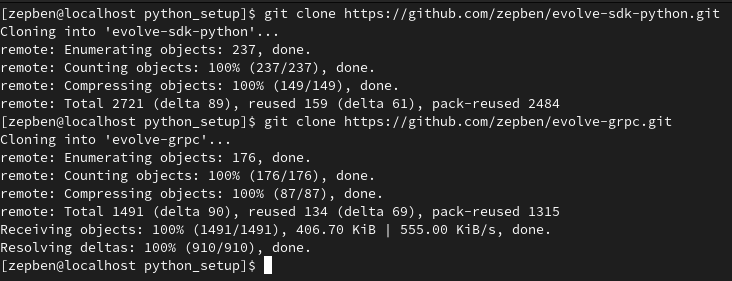 [zepben@localhost python_setup]$ git clone https://github.com/zepben/evolve-sdk-python.git
Cloning into 'evolve-sdk-python'...
remote: Enumerating objects: 237, done.
remote: Counting objects: 100% (237/237), done.
remote: Compressing objects: 100% (149/149), done.
remote: Total 2721 (delta 89), reused 159 (delta 61), pack-reused 2484
[zepben@localhost python_setup]$ git clone https://github.com/zepben/evolve-grpc.git
Cloning into 'evolve-grpc'...
remote: Enumerating objects: 176, done.
remote: Counting objects: 100% (176/176), done.
remote: Compressing objects: 100% (87/87), done.
remote: Total 1491 (delta 90), reused 134 (delta 69), pack-reused 1315
Receiving objects: 100% (1491/1491), 406.70 KiB | 555.00 KiB/s, done.
Resolving deltas: 100% (910/910), done.
[zepben@localhost python_setup]$